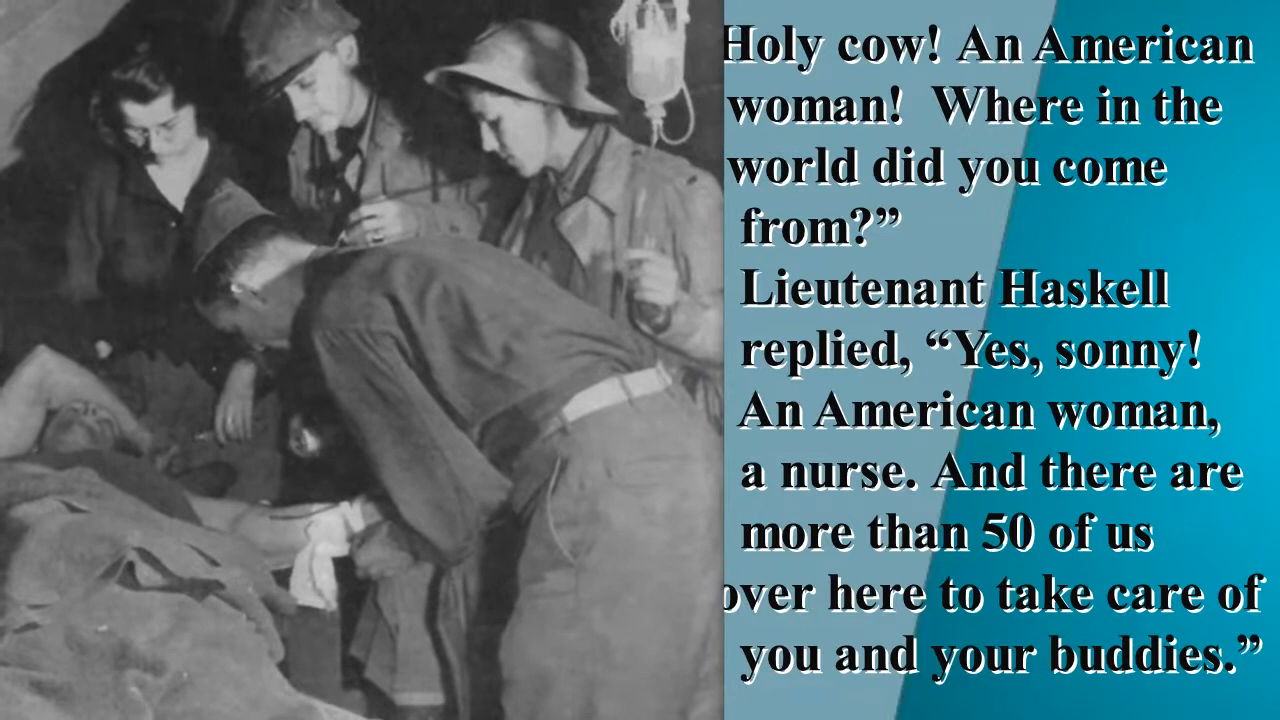 Holy cow! An American
woman! Where in the
world did you come
from?”
Lieutenant Haskell
replied, “Yes, sonny!
An American woman,
a nurse. And there are
more than 50 of us
over here to take care of
you and your buddies.”